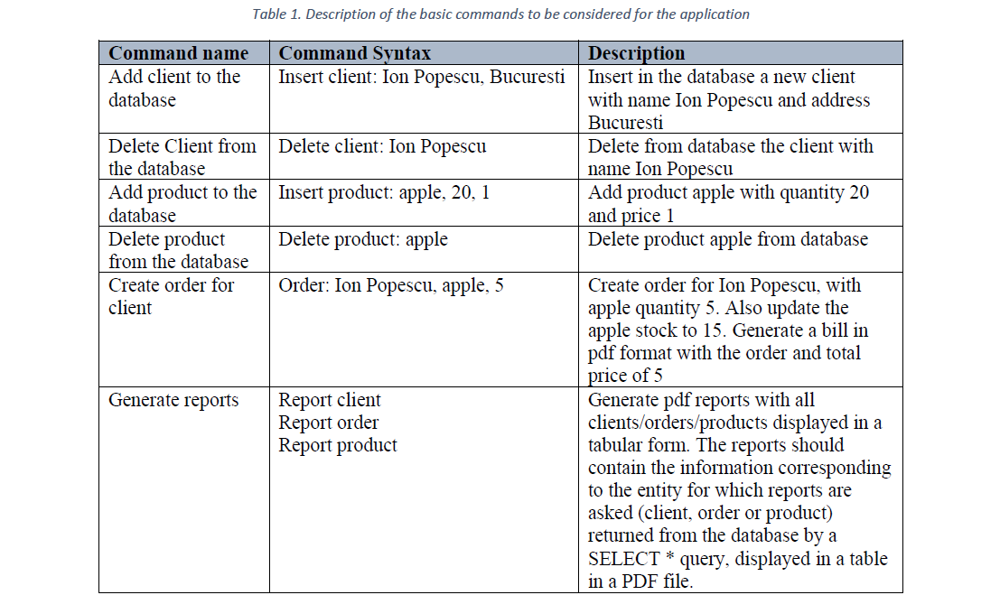 Table 1. Description of the basic commands to be considered for the application
Command name
Command Syntax
Description
Add client to the
database
Insert client: Ion Popescu, Bucuresti
Insert in the database a new client
with name Ion Popescu and address
Bucuresti
Delete Client from
the database
Delete client: Ion Popescu
Delete from database the client with
name Ion Popescu
Add product to the
database
Insert product: apple, 20, 1
Add product apple with quantity 20
and price 1
Delete product
from the database
Delete product: apple
Delete product apple from database
Create order for
client
Order: Ion Popescu, apple, 5
Create order for Ion Popescu, with
apple quantity 5. Also update the
apple stock to 15. Generate a bill in
pdf format with the order and total
price of 5
Generate reports
Report client
Report order
Report product
Generate pdf reports with all
clients/orders/products displayed in a
tabular form. The reports should
contain the information corresponding
to the entity for which reports are
asked (client, order or product)
returned from the database by a
SELECT * query, displayed in a table
in a PDF file.